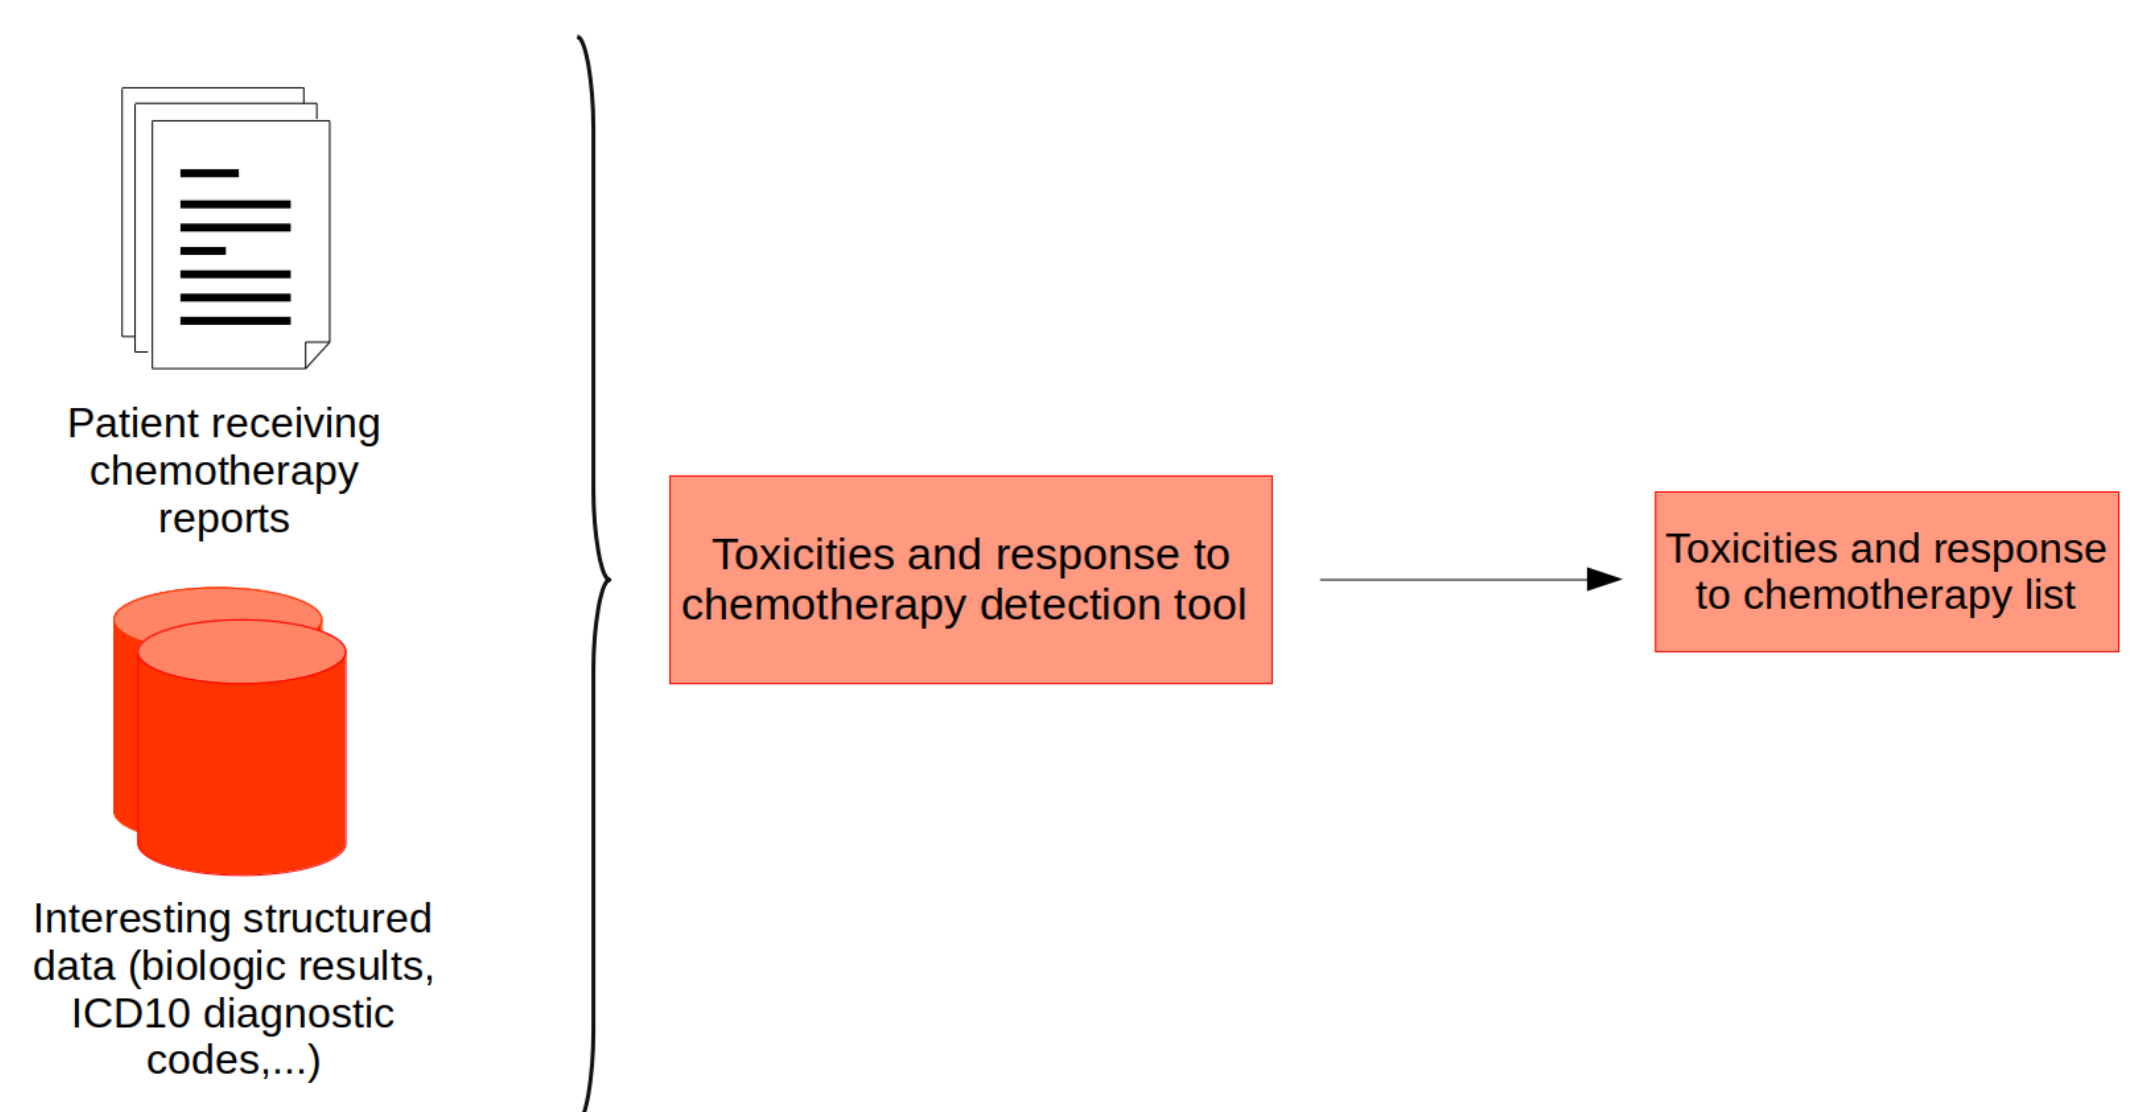 Patient receiving
chemotherapy
reports
Interesting structured
data (biologic results,
ICD10 diagnostic
codes,...)
Toxicities and response to
chemotherapy detection tool
Toxicities and response
to chemotherapy list